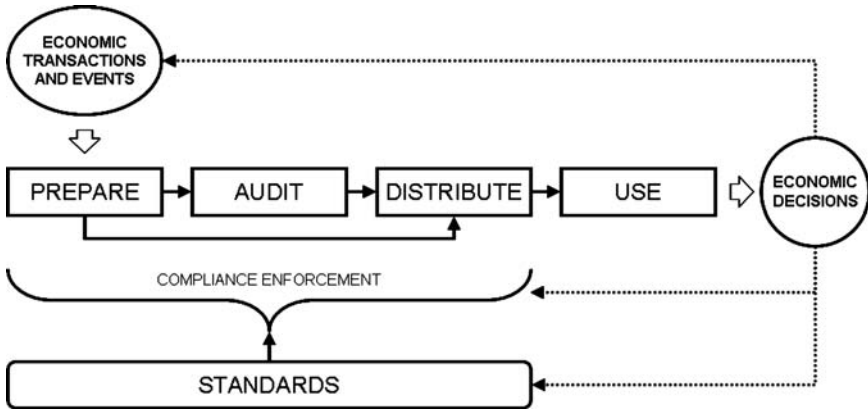 ECONOMIC
TRANSACTIONS
AND EVENTS
PREPARE
AUDIT
DISTRIBUTE
USE
ECONOMIC
DECISIONS
COMPLIANCE ENFORCEMENT
STANDARDS